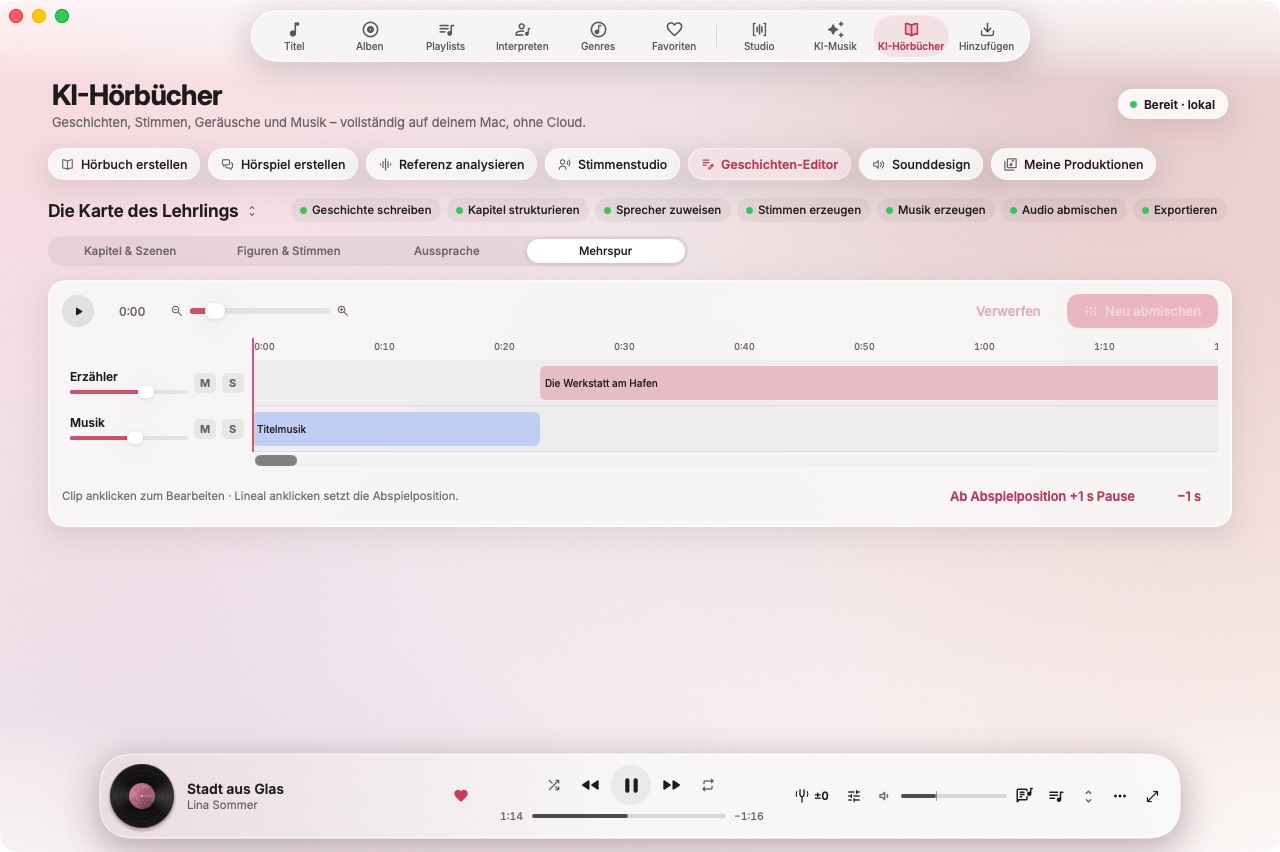 Titel Alben Playlists Interpreten Genres Favoriten Studio KI-Musik KI-Hörbücher Hinzufügen
KI-Hörbücher
Geschichten, Stimmen, Geräusche und Musik – vollständig auf deinem Mac, ohne Cloud.
Bereit · lokal
Hörbuch erstellen Hörspiel erstellen Referenz analysieren Stimmenstudio Geschichten-Editor Sounddesign Meine Produktionen
Die Karte des Lehrlings Geschichte schreiben Kapitel strukturieren Sprecher zuweisen Stimmen erzeugen Musik erzeugen Audio abmischen Exportieren
Kapitel & Szenen Figuren & Stimmen Aussprache Mehrspur
0:00 Verwerfen Neu abmischen
0:00 0:10 0:20 0:30 0:40 0:50 1:00 1:10 1
Erzähler M S Die Werkstatt am Hafen
Musik M S Titelmusik
Clip anklicken zum Bearbeiten · Lineal anklicken setzt die Abspielposition. Ab Abspielposition +1 s Pause −1 s
Stadt aus Glas
Lina Sommer
±0
1:14 −1:16